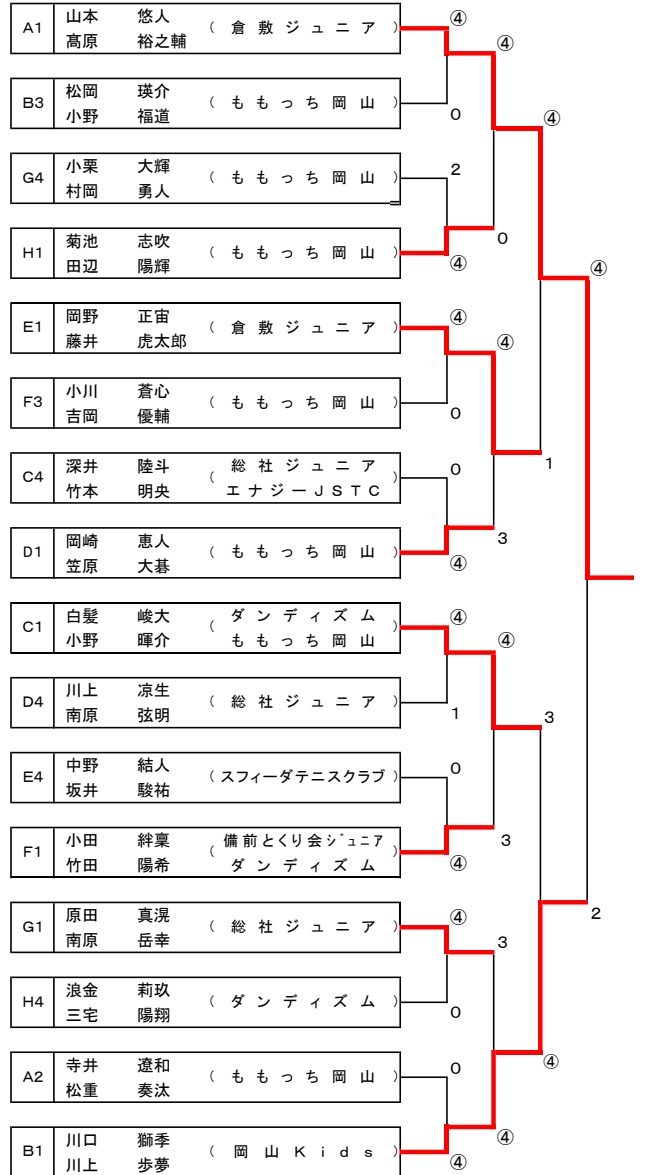 A1 山本 悠人 ( 倉敷ジュニア ) ④
髙原 裕之輔
④
B3 松岡 瑛介 ( ももっち岡山 ) 0
小野 福道
④
G4 小栗 大輝 ( ももっち岡山 ) 2
村岡 勇人
0
H1 菊池 志吹 ( ももっち岡山 ) ④
田辺 陽輝
④
E1 岡野 正宙 ( 倉敷ジュニア ) ④
藤井 虎太郎
④
F3 小川 蒼心 ( ももっち岡山 ) 0
吉岡 優輔
1
C4 深井 陸斗 ( 総社ジュニア 0
竹本 明央 エナジーJSTC )
3
D1 岡崎 恵人 ( ももっち岡山 ) ④
笠原 大碁
C1 白髪 峻大 ( ダンディズム ④
小野 暉介 ももっち岡山 )
④
D4 川上 凉生 ( 総社ジュニア ) 1
南原 弦明
3
E4 中野 結人 (スフィーダテニスクラブ) 0
坂井 駿祐
3
F1 小田 絆稟 ( 備前とくり会ジュニア ④
竹田 陽希 ダンディズム )
2
G1 原田 真滉 ( 総社ジュニア ) ④
南原 岳幸
3
H4 浪金 莉玖 ( ダンディズム ) 0
三宅 陽翔
④
A2 寺井 遼和 ( ももっち岡山 ) 0
松重 奏汰
④
B1 川口 獅季 ( 岡山Kids ) ④
川上 歩夢